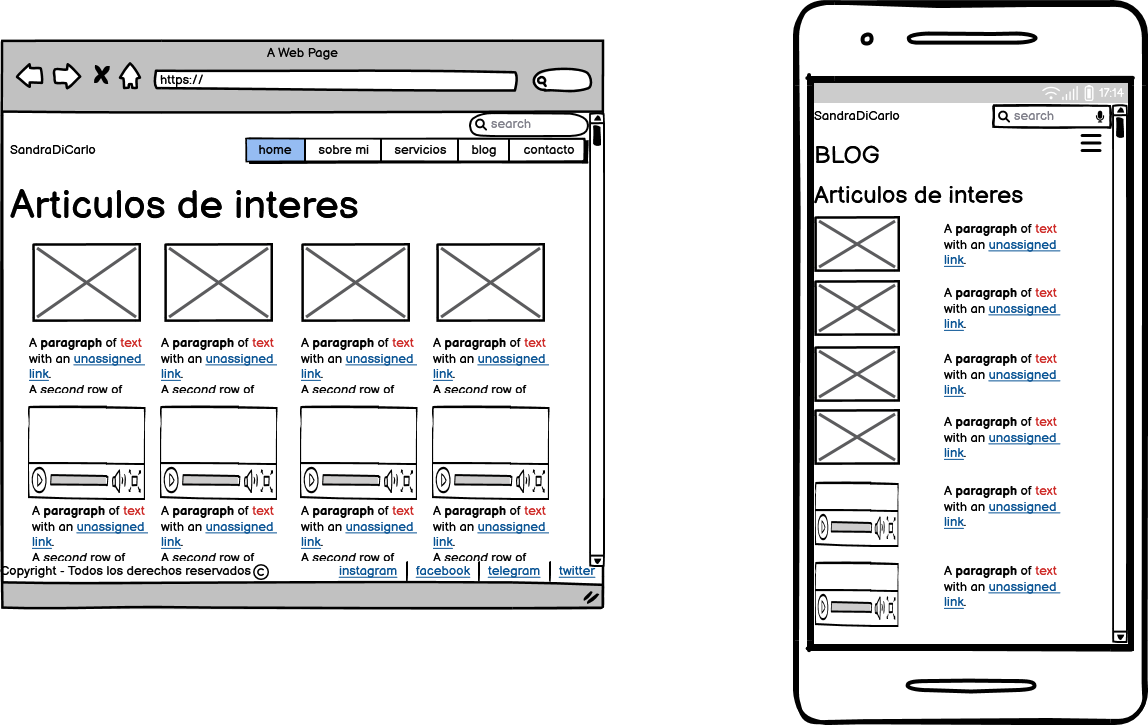 A Web Page
https://
search
SandraDiCarlo
home sobre mi servicios blog contacto
Articulos de interes
A paragraph of text
with an unassigned
link.
A second row of
A paragraph of text
with an unassigned
link.
A second row of
A paragraph of text
with an unassigned
link.
A second row of
A paragraph of text
with an unassigned
link.
A second row of
A paragraph of text
with an unassigned
link.
A second row of
A paragraph of text
with an unassigned
link.
A second row of
A paragraph of text
with an unassigned
link.
A second row of
A paragraph of text
with an unassigned
link.
A second row of
Copyright - Todos los derechos reservados ©
instagram facebook telegram twitter
17:14
SandraDiCarlo
search
BLOG
Articulos de interes
A paragraph of text
with an unassigned
link.
A paragraph of text
with an unassigned
link.
A paragraph of text
with an unassigned
link.
A paragraph of text
with an unassigned
link.
A paragraph of text
with an unassigned
link.
A paragraph of text
with an unassigned
link.